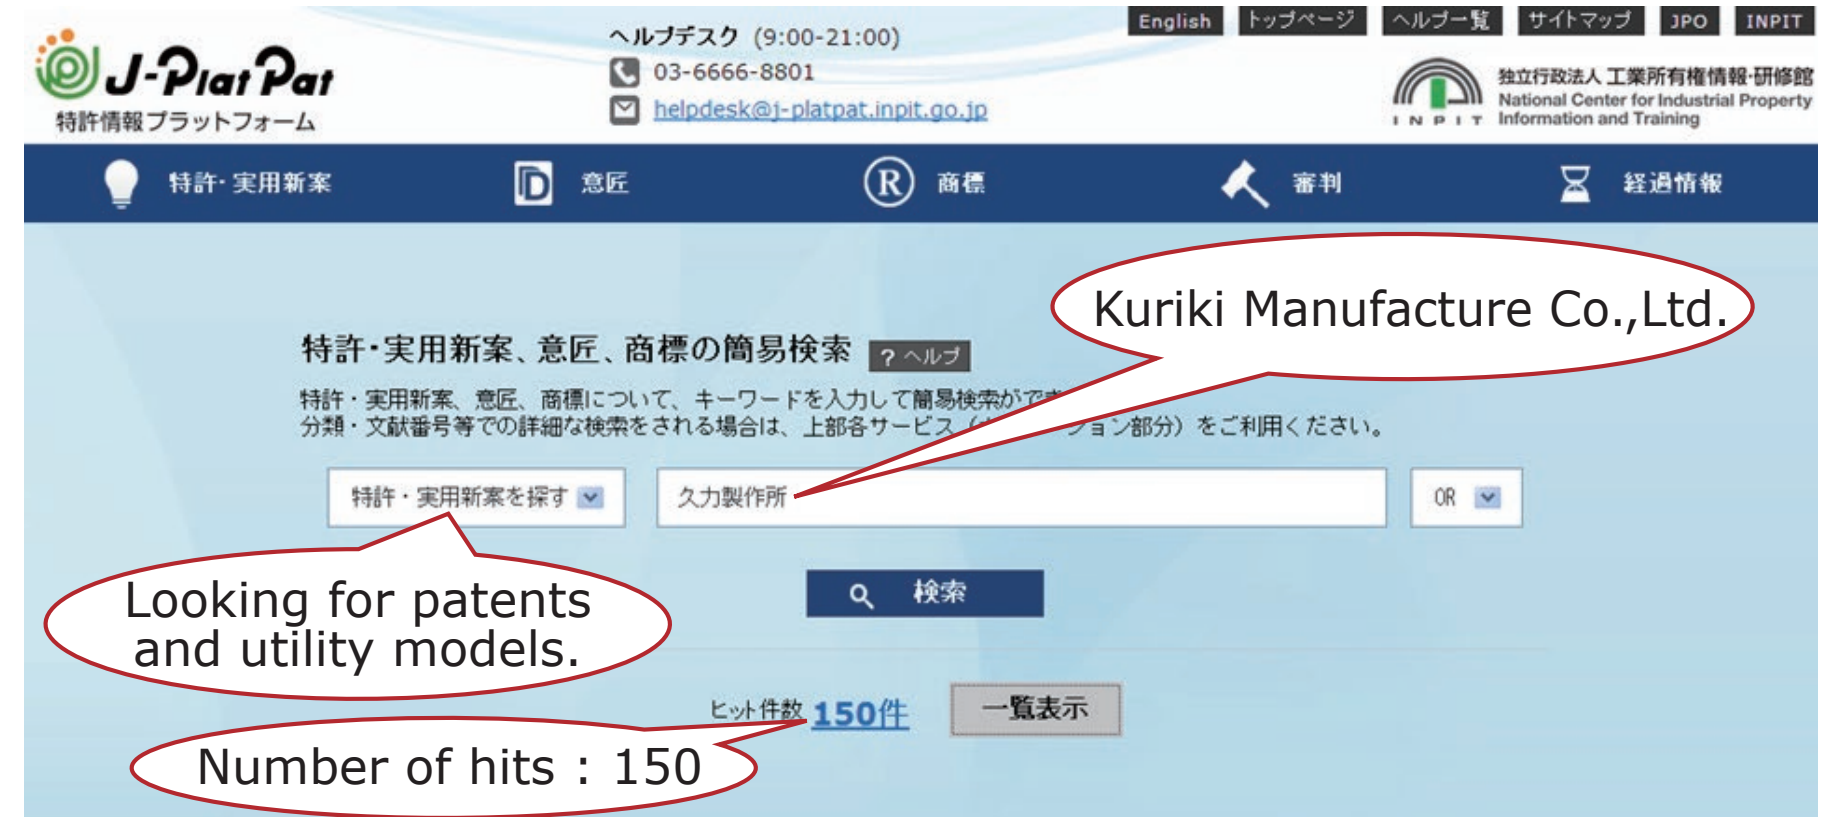 English トップページ ヘルプ一覧 サイトマップ JPO INPIT
J-PlatPat
特許情報プラットフォーム
ヘルプデスク (9:00-21:00)
03-6666-8801
helpdesk@j-platpat.inpit.go.jp
INPIT
独立行政法人 工業所有権情報・研修館
National Center for Industrial Property
Information and Training
特許・実用新案 意匠 商標 審判 経過情報
Kuriki Manufacture Co.,Ltd.
特許・実用新案、意匠、商標の簡易検索 ? ヘルプ
特許・実用新案、意匠、商標について、キーワードを入力して簡易検索がで
分類・文献番号等での詳細な検索をされる場合は、上部各サービス（ ション部分）をご利用ください。
特許・実用新案を探す 久力製作所 OR
Looking for patents
and utility models.
検索
ヒット件数 150件 一覧表示
Number of hits : 150